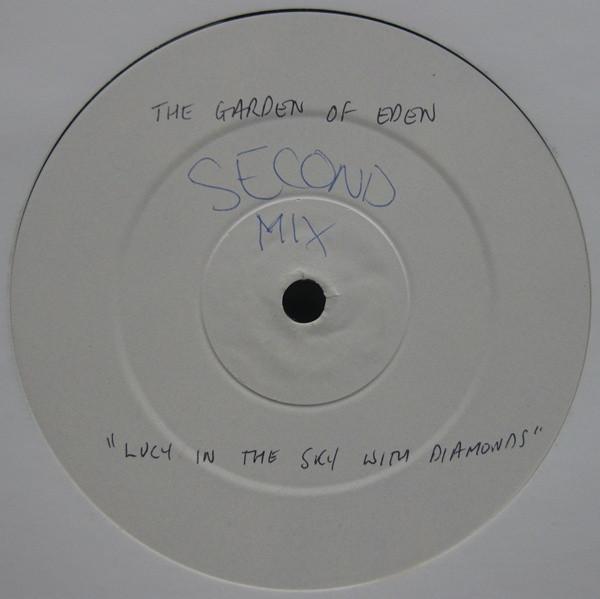 THE GARDEN OF EDEN
SECOND
MIX
"LUCY IN THE SKY WITH DIAMONDS"